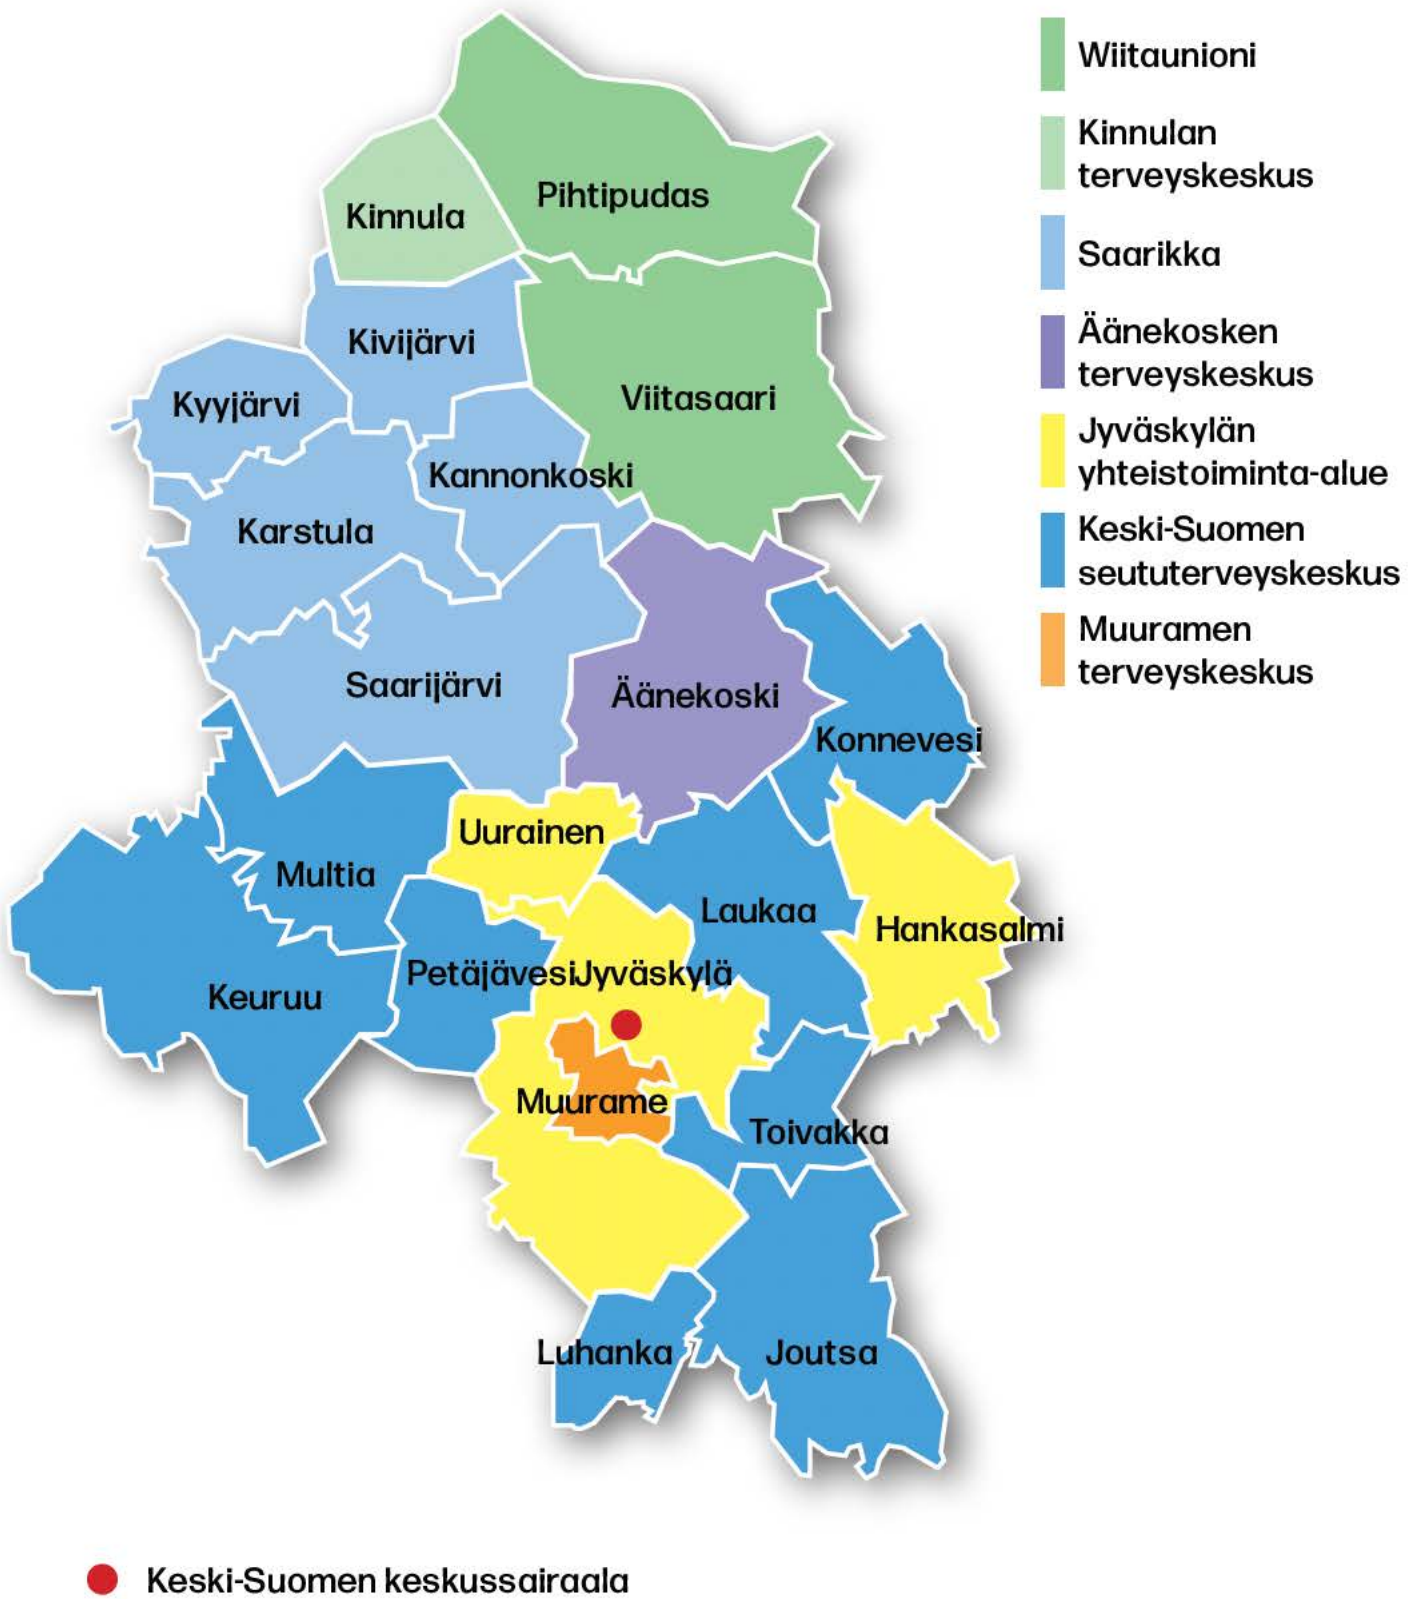 Wiitaunioni
Kinnulan
terveyskeskus
Saarikka
Äänekosken
terveyskeskus
Jyväskylän
yhteistoiminta-alue
Keski-Suomen
seututerveyskeskus
Muuramen
terveyskeskus
Pihtipudas
Kinnula
Kivijärvi
Viitasaari
Kyyjärvi
Kannonkoski
Karstula
Saarijärvi
Äänekoski
Konnevesi
Uurainen
Multia
Laukaa
Hankasalmi
Petäjävesi
Jyväskylä
Keuruu
Muurame
Toivakka
Luhanka
Joutsa
Keski-Suomen keskussairaala